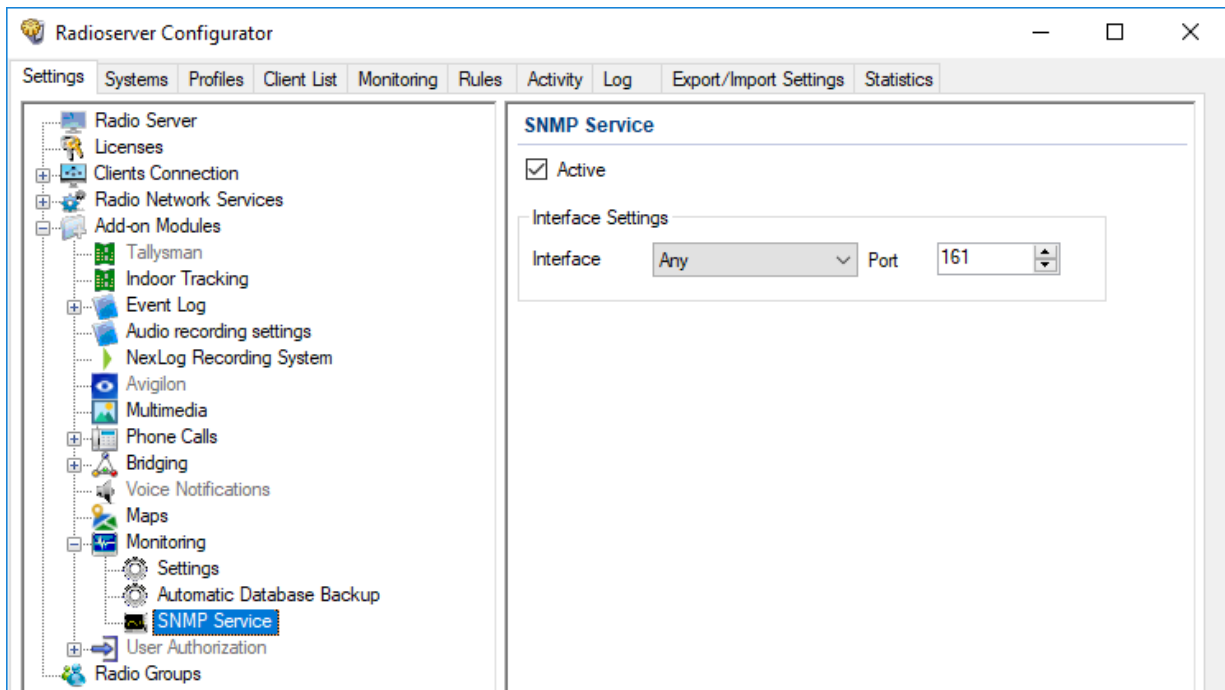 Radioserver Configurator
Settings Systems Profiles Client List Monitoring Rules Activity Log Export/Import Settings Statistics
Radio Server
Licenses
Clients Connection
Radio Network Services
Add-on Modules
Tallysman
Indoor Tracking
Event Log
Audio recording settings
NexLog Recording System
Avigilon
Multimedia
Phone Calls
Bridging
Voice Notifications
Maps
Monitoring
Settings
Automatic Database Backup
SNMP Service
User Authorization
Radio Groups
SNMP Service
Active
Interface Settings
Interface Any Port 161